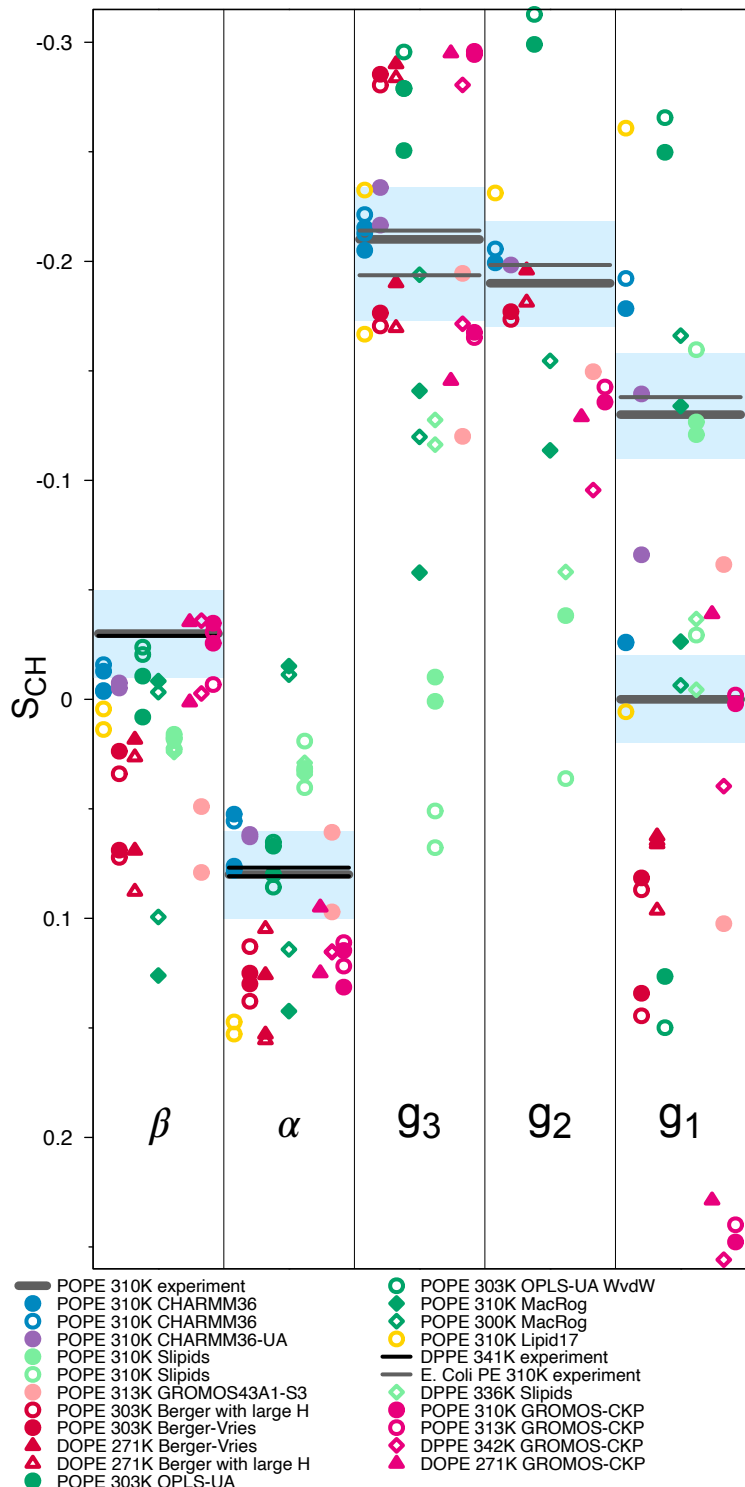 -0.3
-0.2
-0.1
0
0.1
0.2
SCH
β α g3 g2 g1
POPE 310K experiment
POPE 310K CHARMM36
POPE 310K CHARMM36
POPE 310K CHARMM36-UA
POPE 310K Slipids
POPE 310K Slipids
POPE 313K GROMOS43A1-S3
POPE 303K Berger with large H
POPE 303K Berger-Vries
DOPE 271K Berger-Vries
DOPE 271K Berger with large H
POPE 303K OPLS-UA
POPE 303K OPLS-UA WvdW
POPE 310K MacRog
POPE 300K MacRog
POPE 310K Lipid17
DPPE 341K experiment
E. Coli PE 310K experiment
DPPE 336K Slipids
POPE 310K GROMOS-CKP
POPE 313K GROMOS-CKP
DPPE 342K GROMOS-CKP
DOPE 271K GROMOS-CKP